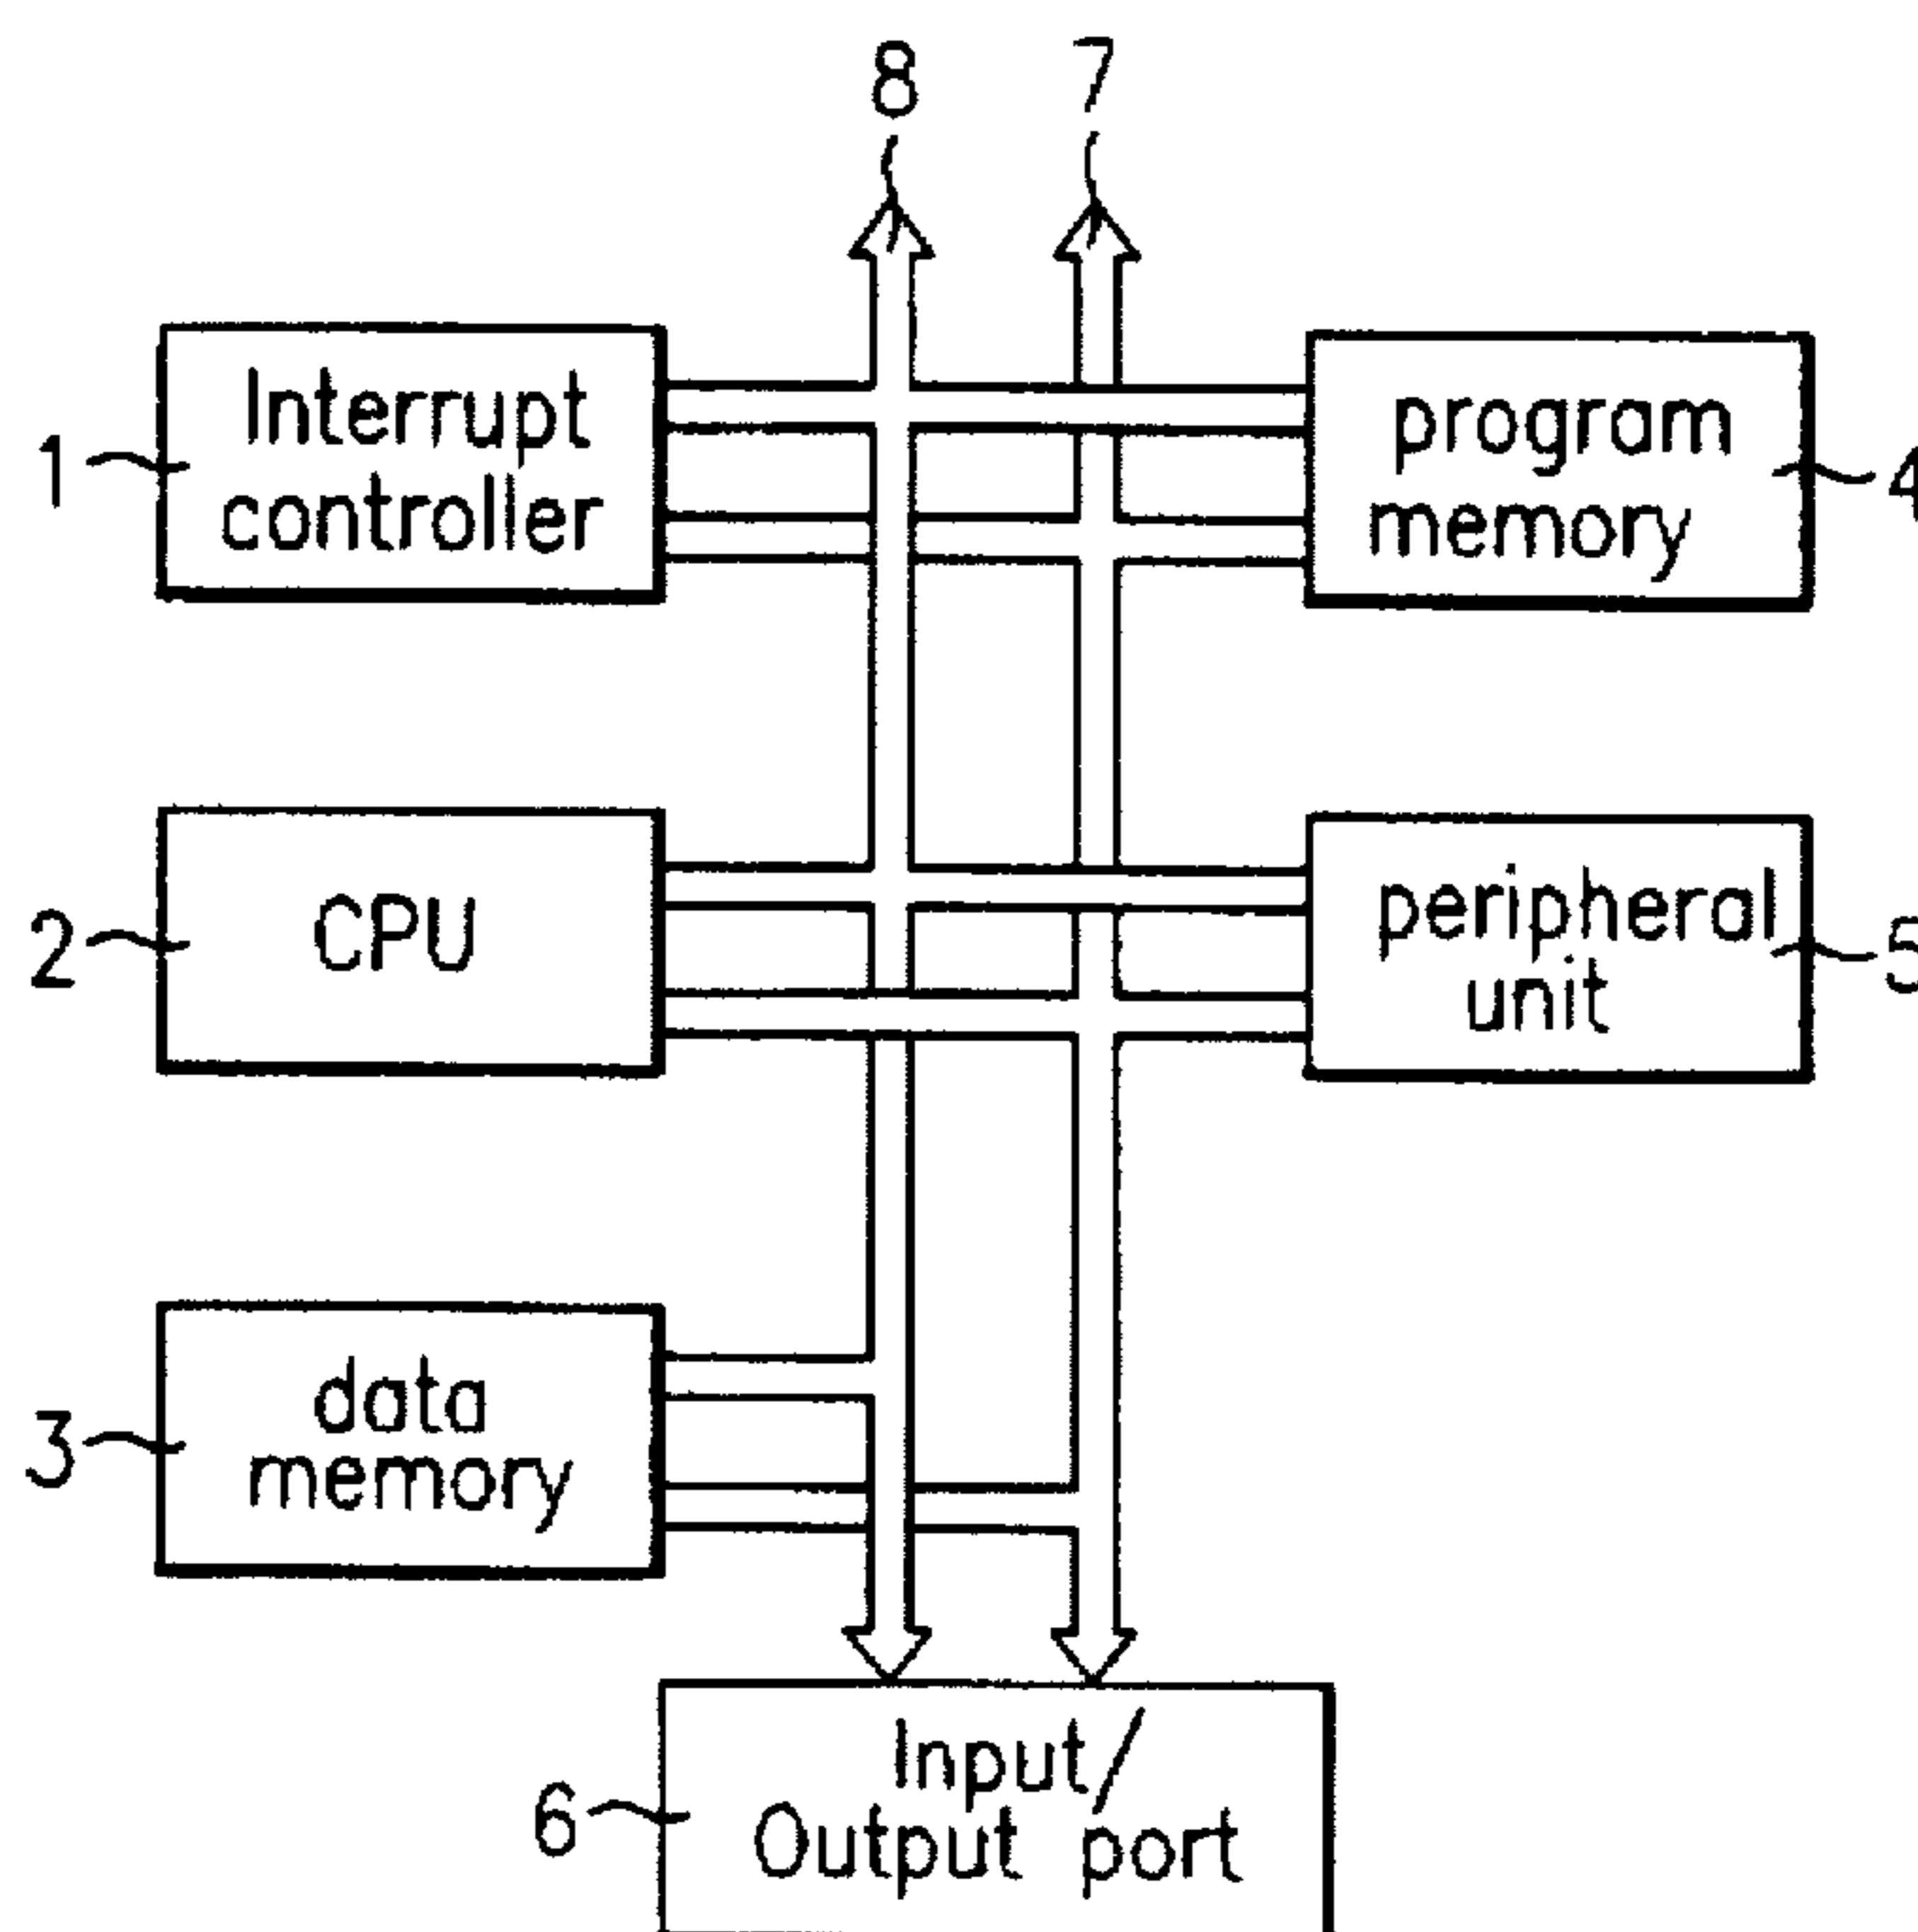 8 7
Interrupt
controller
1
program
memory
4
CPU
2
peripheral
unit
5
data
memory
3
Input/
Output port
6